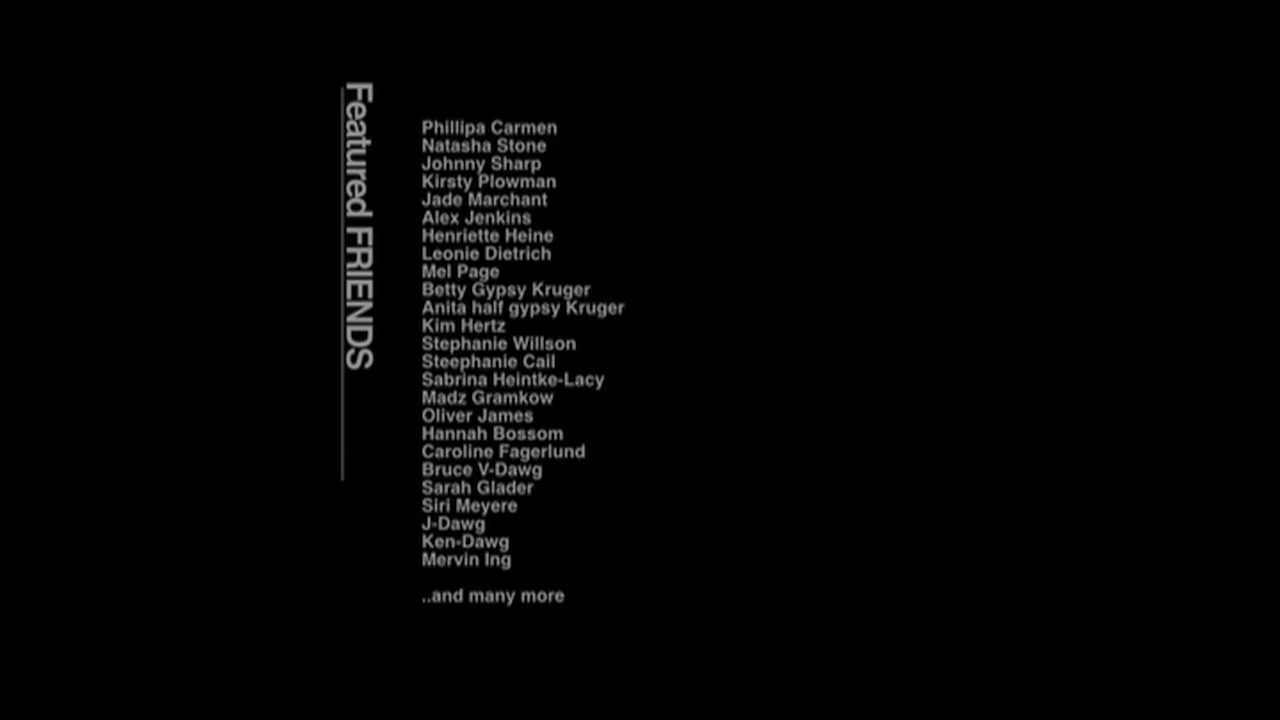 Featured FRIENDS
Phillipa Carmen
Natasha Stone
Johnny Sharp
Kirsty Plowman
Jade Marchant
Alex Jenkins
Henriette Heine
Leonie Dietrich
Mel Page
Betty Gypsy Kruger
Anita half gypsy Kruger
Kim Hertz
Stephanie Willson
Steephanie Cail
Sabrina Heintke-Lacy
Madz Gramkow
Oliver James
Hannah Bossom
Caroline Fagerlund
Bruce V-Dawg
Sarah Glader
Siri Meyere
J-Dawg
Ken-Dawg
Mervin Ing
..and many more